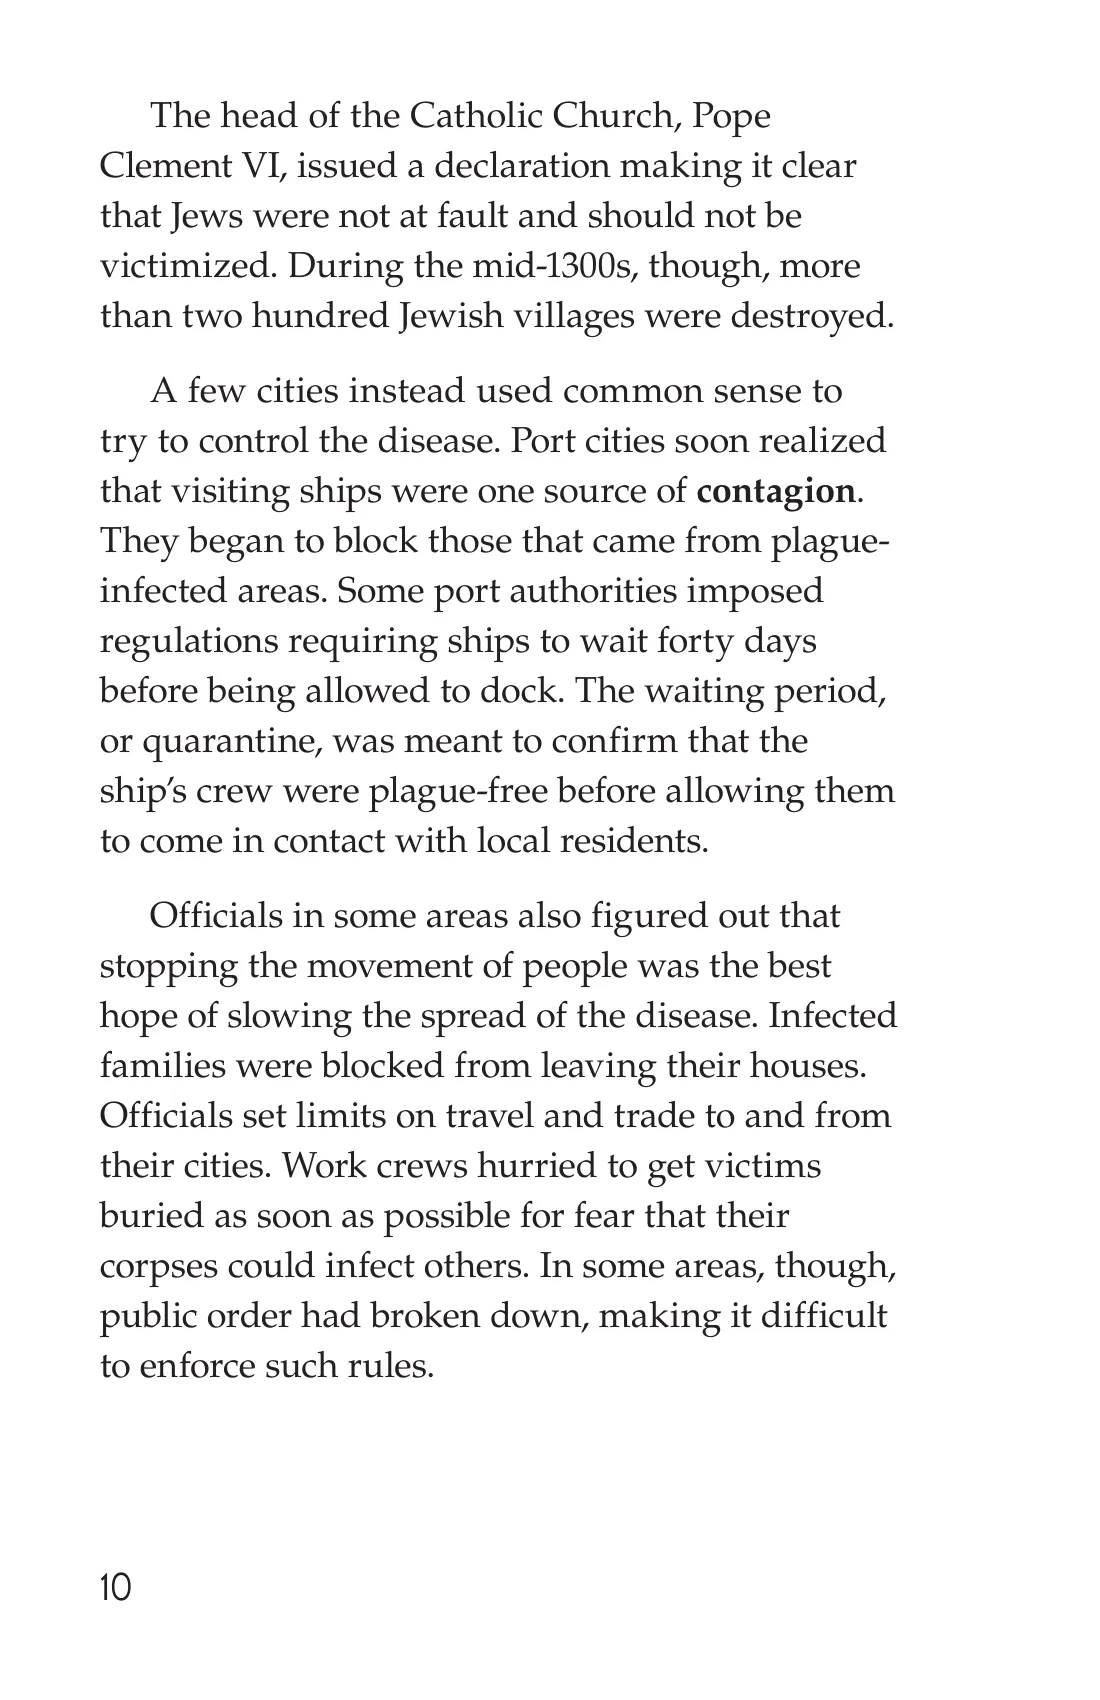 The head of the Catholic Church, Pope
Clement VI, issued a declaration making it clear
that Jews were not at fault and should not be
victimized. During the mid-1300s, though, more
than two hundred Jewish villages were destroyed.
A few cities instead used common sense to
try to control the disease. Port cities soon realized
that visiting ships were one source of contagion.
They began to block those that came from plague-
infected areas. Some port authorities imposed
regulations requiring ships to wait forty days
before being allowed to dock. The waiting period,
or quarantine, was meant to confirm that the
ship’s crew were plague-free before allowing them
to come in contact with local residents.
Officials in some areas also figured out that
stopping the movement of people was the best
hope of slowing the spread of the disease. Infected
families were blocked from leaving their houses.
Officials set limits on travel and trade to and from
their cities. Work crews hurried to get victims
buried as soon as possible for fear that their
corpses could infect others. In some areas, though,
public order had broken down, making it difficult
to enforce such rules.
10